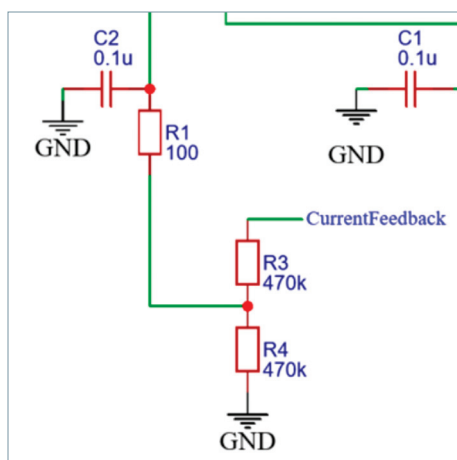 C2
0.1u
C1
0.1u
GND
R1
100
GND
CurrentFeedback
R3
470k
R4
470k
GND